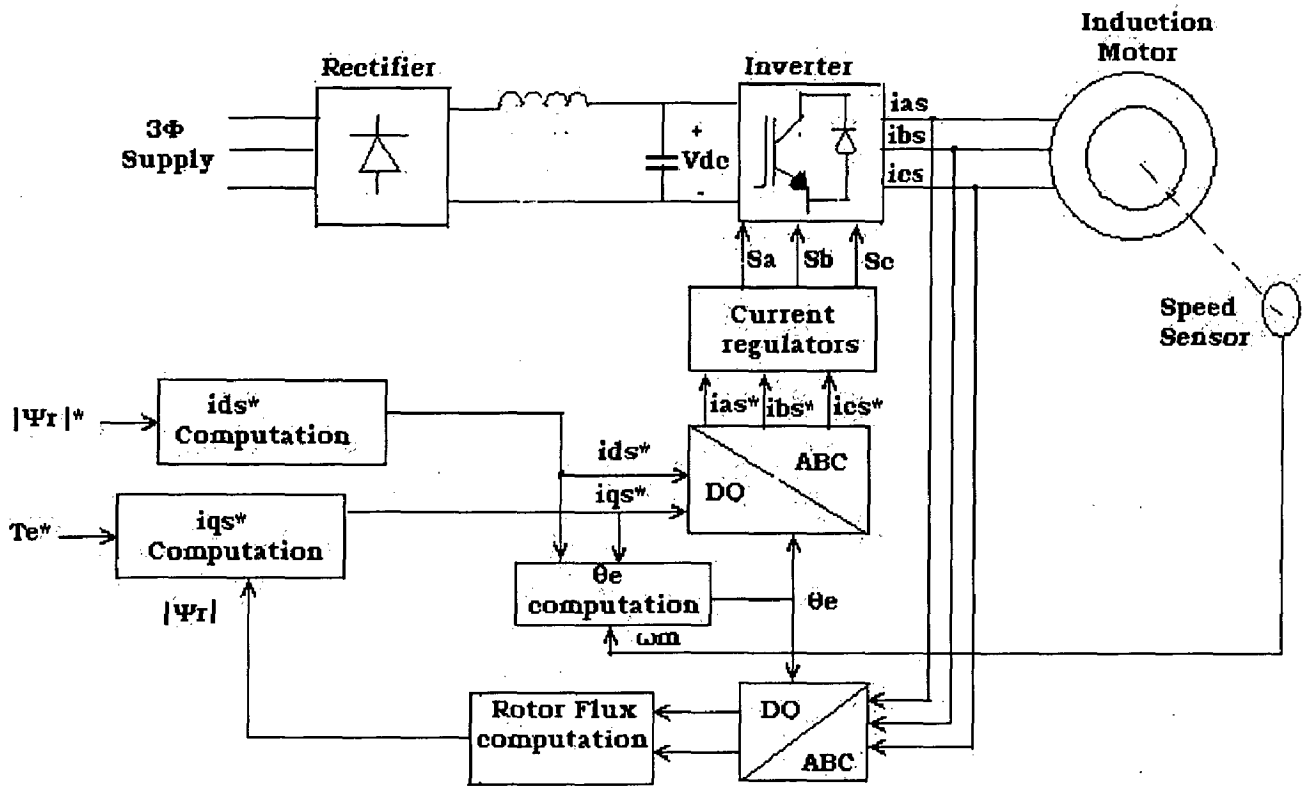 Induction
Motor
Rectifier
Inverter
3Φ
Supply
+
Vdc
-
ias
ibs
ics
Sa
Sb
Sc
Current
regulators
Speed
Sensor
|Ψr|*
ids*
Computation
ias*
ibs*
ics*
ids*
iqs*
DQ
ABC
Te*
iqs*
Computation
θe
computation
θe
|Ψr|
ωm
Rotor Flux
computation
DQ
ABC